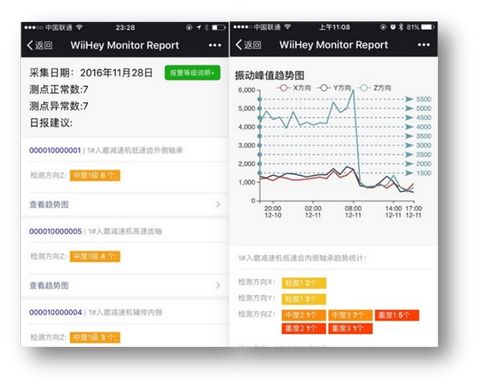 中国联通 23:28
返回 WiiHey Monitor Report
采集日期：2016年11月28日
报警等级说明+
测点正常数:7
测点异常数:7
日报建议:
000010000001 | 1#入磨减速机低速齿外侧轴承
检测方向Z: 中度1级 6 个
查看趋势图
000010000005 | 1#入磨减速机高速齿轴
检测方向Z: 中度1级 4 个
查看趋势图
000010000004 | 1#入磨减速机辅传内侧
检测方向Z: 中度1级 3 个
中国联通 上午11:08
返回 WiiHey Monitor Report
振动峰值趋势图
X方向 Y方向 Z方向
6,000
5,000
4,000
3,000
2,000
1,000
0
5500
5000
4500
4000
3500
3000
2500
2000
1500
20:00 02:00 08:00 14:00 17:00
12-10 12-11 12-11 12-11 12-11
1#入磨减速机低速齿内侧轴承趋势统计:
检测方向X: 轻度1 2个
检测方向Y: 轻度1 3个
检测方向Z: 中度2 1个 中度3 7个 重度1 5个
重度2 1个 重度3 1个